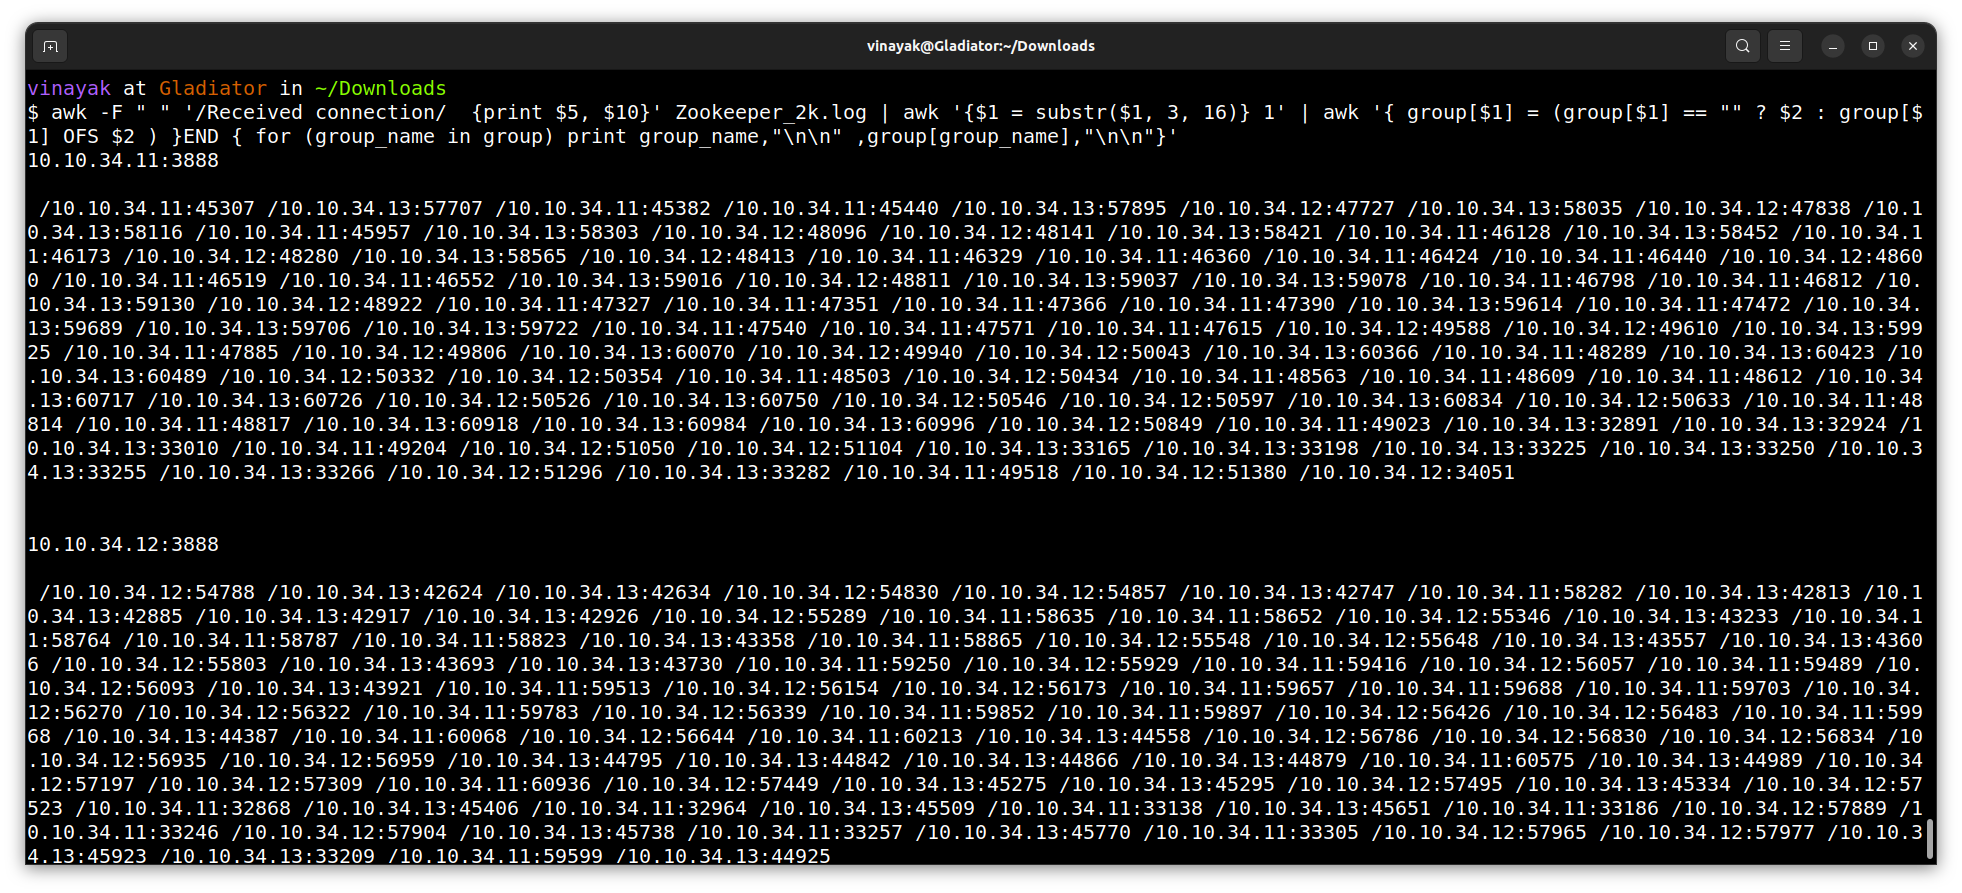 vinayak@Gladiator:~/Downloads
vinayak at Gladiator in ~/Downloads
$ awk -F " " '/Received connection/  {print $5, $10}' Zookeeper_2k.log | awk '{$1 = substr($1, 3, 16)} 1' | awk '{ group[$1] = (group[$1] == "" ? $2 : group[$
1] OFS $2 ) }END { for (group_name in group) print group_name,"\n\n" ,group[group_name],"\n\n"}'
10.10.34.11:3888
/10.10.34.11:45307 /10.10.34.13:57707 /10.10.34.11:45382 /10.10.34.11:45440 /10.10.34.13:57895 /10.10.34.12:47727 /10.10.34.13:58035 /10.10.34.12:47838 /10.1
0.34.13:58116 /10.10.34.11:45957 /10.10.34.13:58303 /10.10.34.12:48096 /10.10.34.12:48141 /10.10.34.13:58421 /10.10.34.11:46128 /10.10.34.13:58452 /10.10.34.1
1:46173 /10.10.34.12:48280 /10.10.34.13:58565 /10.10.34.12:48413 /10.10.34.11:46329 /10.10.34.11:46360 /10.10.34.11:46424 /10.10.34.11:46440 /10.10.34.12:4860
0 /10.10.34.11:46519 /10.10.34.11:46552 /10.10.34.13:59016 /10.10.34.12:48811 /10.10.34.13:59037 /10.10.34.13:59078 /10.10.34.11:46798 /10.10.34.11:46812 /10.
10.34.13:59130 /10.10.34.12:48922 /10.10.34.11:47327 /10.10.34.11:47351 /10.10.34.11:47366 /10.10.34.11:47390 /10.10.34.13:59614 /10.10.34.11:47472 /10.10.34.
13:59689 /10.10.34.13:59706 /10.10.34.13:59722 /10.10.34.11:47540 /10.10.34.11:47571 /10.10.34.11:47615 /10.10.34.12:49588 /10.10.34.12:49610 /10.10.34.13:599
25 /10.10.34.11:47885 /10.10.34.12:49806 /10.10.34.13:60070 /10.10.34.12:49940 /10.10.34.12:50043 /10.10.34.13:60366 /10.10.34.11:48289 /10.10.34.13:60423 /10
.10.34.13:60489 /10.10.34.12:50332 /10.10.34.12:50354 /10.10.34.11:48503 /10.10.34.12:50434 /10.10.34.11:48563 /10.10.34.11:48609 /10.10.34.11:48612 /10.10.34
.13:60717 /10.10.34.13:60726 /10.10.34.12:50526 /10.10.34.13:60750 /10.10.34.12:50546 /10.10.34.12:50597 /10.10.34.13:60834 /10.10.34.12:50633 /10.10.34.11:48
814 /10.10.34.11:48817 /10.10.34.13:60918 /10.10.34.13:60984 /10.10.34.13:60996 /10.10.34.12:50849 /10.10.34.11:49023 /10.10.34.13:32891 /10.10.34.13:32924 /1
0.10.34.13:33010 /10.10.34.11:49204 /10.10.34.12:51050 /10.10.34.12:51104 /10.10.34.13:33165 /10.10.34.13:33198 /10.10.34.13:33225 /10.10.34.13:33250 /10.10.3
4.13:33255 /10.10.34.13:33266 /10.10.34.12:51296 /10.10.34.13:33282 /10.10.34.11:49518 /10.10.34.12:51380 /10.10.34.12:34051
10.10.34.12:3888
/10.10.34.12:54788 /10.10.34.13:42624 /10.10.34.13:42634 /10.10.34.12:54830 /10.10.34.12:54857 /10.10.34.13:42747 /10.10.34.11:58282 /10.10.34.13:42813 /10.1
0.34.13:42885 /10.10.34.13:42917 /10.10.34.13:42926 /10.10.34.12:55289 /10.10.34.11:58635 /10.10.34.11:58652 /10.10.34.12:55346 /10.10.34.13:43233 /10.10.34.1
1:58764 /10.10.34.11:58787 /10.10.34.11:58823 /10.10.34.13:43358 /10.10.34.11:58865 /10.10.34.12:55548 /10.10.34.12:55648 /10.10.34.13:43557 /10.10.34.13:4360
6 /10.10.34.12:55803 /10.10.34.13:43693 /10.10.34.13:43730 /10.10.34.11:59250 /10.10.34.12:55929 /10.10.34.11:59416 /10.10.34.12:56057 /10.10.34.11:59489 /10.
10.34.12:56093 /10.10.34.13:43921 /10.10.34.11:59513 /10.10.34.12:56154 /10.10.34.12:56173 /10.10.34.11:59657 /10.10.34.11:59688 /10.10.34.11:59703 /10.10.34.
12:56270 /10.10.34.12:56322 /10.10.34.11:59783 /10.10.34.12:56339 /10.10.34.11:59852 /10.10.34.11:59897 /10.10.34.12:56426 /10.10.34.12:56483 /10.10.34.11:599
68 /10.10.34.13:44387 /10.10.34.11:60068 /10.10.34.12:56644 /10.10.34.11:60213 /10.10.34.13:44558 /10.10.34.12:56786 /10.10.34.12:56830 /10.10.34.12:56834 /10
.10.34.12:56935 /10.10.34.12:56959 /10.10.34.13:44795 /10.10.34.13:44842 /10.10.34.13:44866 /10.10.34.13:44879 /10.10.34.11:60575 /10.10.34.13:44989 /10.10.34
.12:57197 /10.10.34.12:57309 /10.10.34.11:60936 /10.10.34.12:57449 /10.10.34.13:45275 /10.10.34.13:45295 /10.10.34.12:57495 /10.10.34.13:45334 /10.10.34.12:57
523 /10.10.34.11:32868 /10.10.34.13:45406 /10.10.34.11:32964 /10.10.34.13:45509 /10.10.34.11:33138 /10.10.34.13:45651 /10.10.34.11:33186 /10.10.34.12:57889 /1
0.10.34.11:33246 /10.10.34.12:57904 /10.10.34.13:45738 /10.10.34.11:33257 /10.10.34.13:45770 /10.10.34.11:33305 /10.10.34.12:57965 /10.10.34.12:57977 /10.10.3
4.13:45923 /10.10.34.13:33209 /10.10.34.11:59599 /10.10.34.13:44925